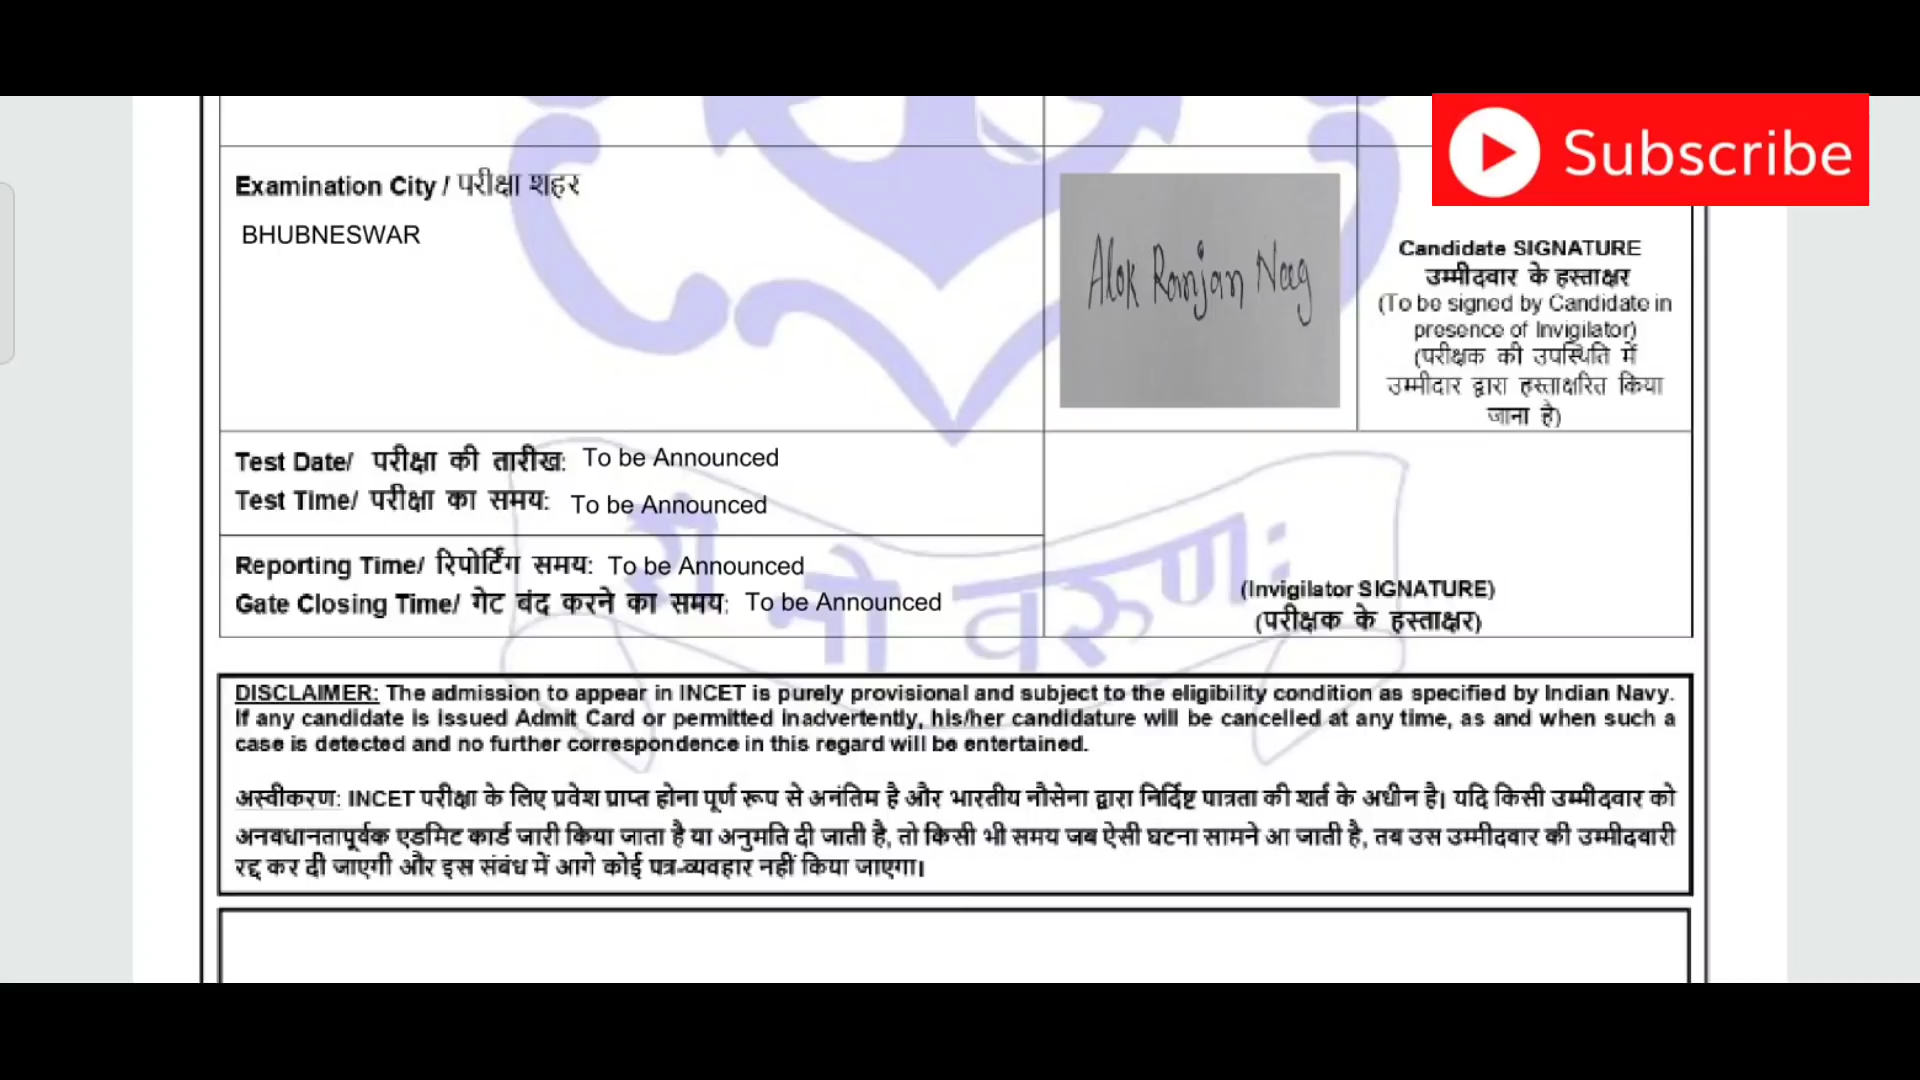 Subscribe
Examination City / परीक्षा शहर
BHUBNESWAR
Alok Ranjan Neeg
Candidate SIGNATURE
उम्मीदवार के हस्ताक्षर
(To be signed by Candidate in
presence of Invigilator)
(परीक्षक की उपस्थिति में
उम्मीदार द्वारा हस्ताक्षरित किया
जाना है)
Test Date/ परीक्षा की तारीख: To be Announced
Test Time/ परीक्षा का समय: To be Announced
Reporting Time/ रिपोर्टिंग समय: To be Announced
Gate Closing Time/ गेट बंद करने का समय: To be Announced
(Invigilator SIGNATURE)
(परीक्षक के हस्ताक्षर)
शं नो वरुणः
DISCLAIMER: The admission to appear in INCET is purely provisional and subject to the eligibility condition as specified by Indian Navy.
If any candidate is issued Admit Card or permitted inadvertently, his/her candidature will be cancelled at any time, as and when such a
case is detected and no further correspondence in this regard will be entertained.
अस्वीकरण: INCET परीक्षा के लिए प्रवेश प्राप्त होना पूर्ण रूप से अनंतिम है और भारतीय नौसेना द्वारा निर्दिष्ट पात्रता की शर्त के अधीन है। यदि किसी उम्मीदवार को
अनवधानतापूर्वक एडमिट कार्ड जारी किया जाता है या अनुमति दी जाती है, तो किसी भी समय जब ऐसी घटना सामने आ जाती है, तब उस उम्मीदवार की उम्मीदवारी
रद्द कर दी जाएगी और इस संबंध में आगे कोई पत्र-व्यवहार नहीं किया जाएगा।